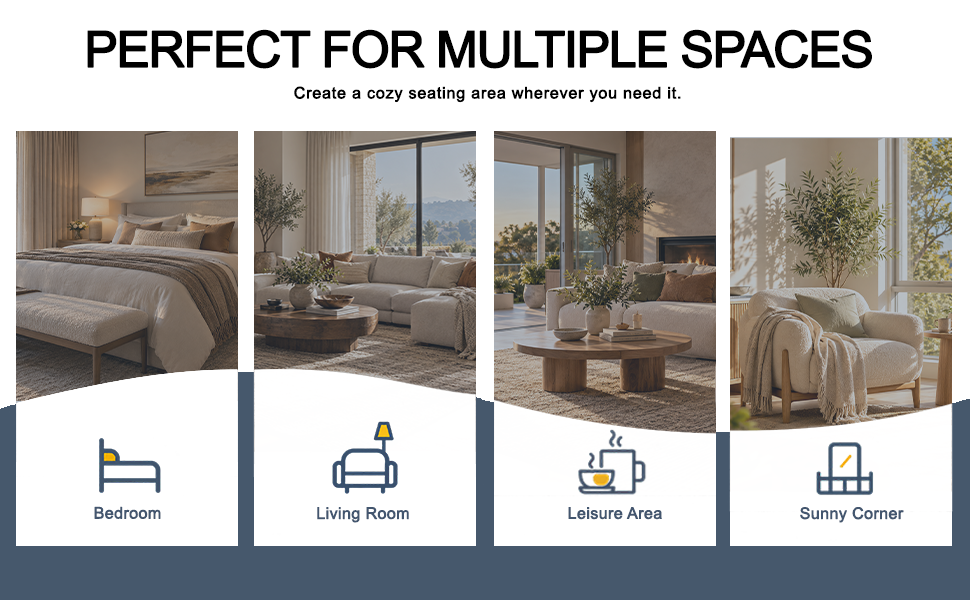 PERFECT FOR MULTIPLE SPACES
Create a cozy seating area wherever you need it.
Bedroom
Living Room
Leisure Area
Sunny Corner